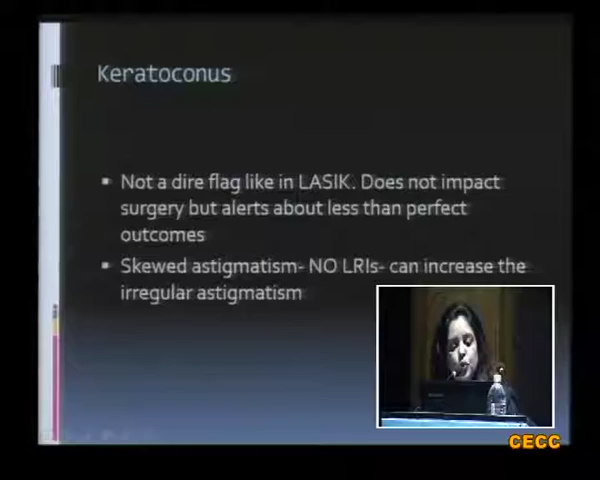 Keratoconus
Not a dire flag like in LASIK. Does not impact
surgery but alerts about less than perfect
outcomes
Skewed astigmatism- NO LRIs- can increase the
irregular astigmatism
CECC